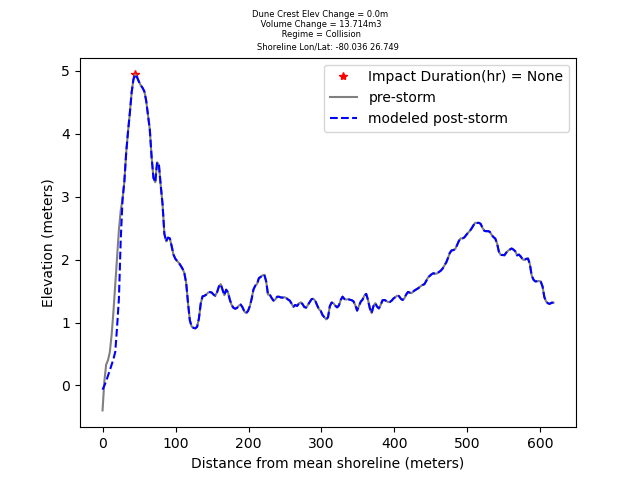 Dune Crest Elev Change = 0.0m
Volume Change = 13.714m3
Regime = Collision
Shoreline Lon/Lat: -80.036 26.749
Impact Duration(hr) = None
pre-storm
modeled post-storm
Elevation (meters)
5
4
3
2
1
0
0 100 200 300 400 500 600
Distance from mean shoreline (meters)